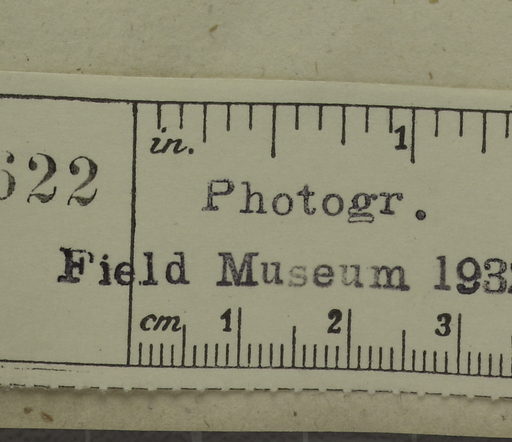 in. 1
622
Photogr.
Field Museum 193
cm 1 2 3